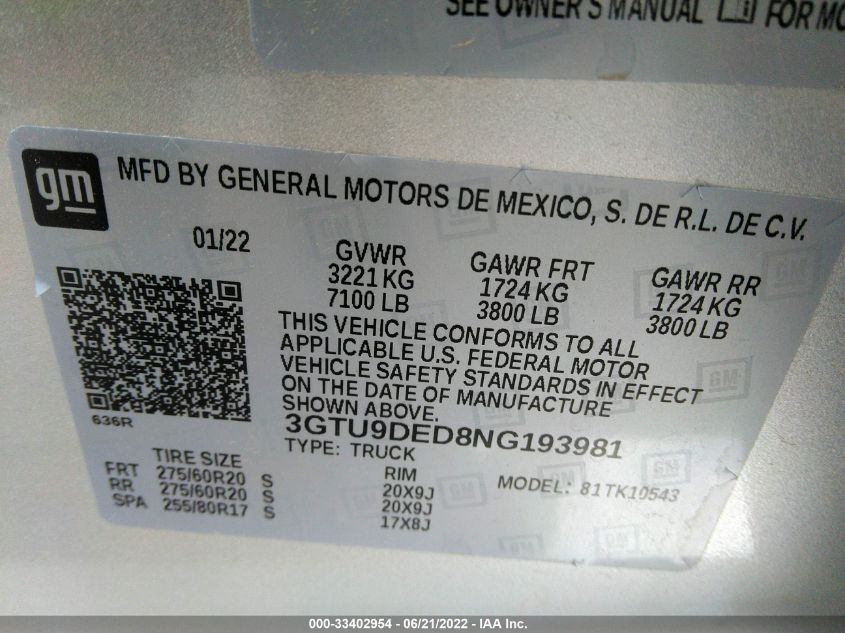 SEE OWNER'S MANUAL FOR MO
gm MFD BY GENERAL MOTORS DE MEXICO, S. DE R.L. DE C.V.
01/22 GVWR GAWR FRT GAWR RR
3221 KG 1724 KG 1724 KG
7100 LB 3800 LB 3800 LB
THIS VEHICLE CONFORMS TO ALL
APPLICABLE U.S. FEDERAL MOTOR
VEHICLE SAFETY STANDARDS IN EFFECT
ON THE DATE OF MANUFACTURE
SHOWN ABOVE.
636R 3GTU9DED8NG193981
TYPE: TRUCK
TIRE SIZE RIM MODEL: 81TK10543
FRT 275/60R20 S 20X9J
RR 275/60R20 S 20X9J
SPA 255/80R17 S 17X8J
000-33402954 - 06/21/2022 - IAA Inc.